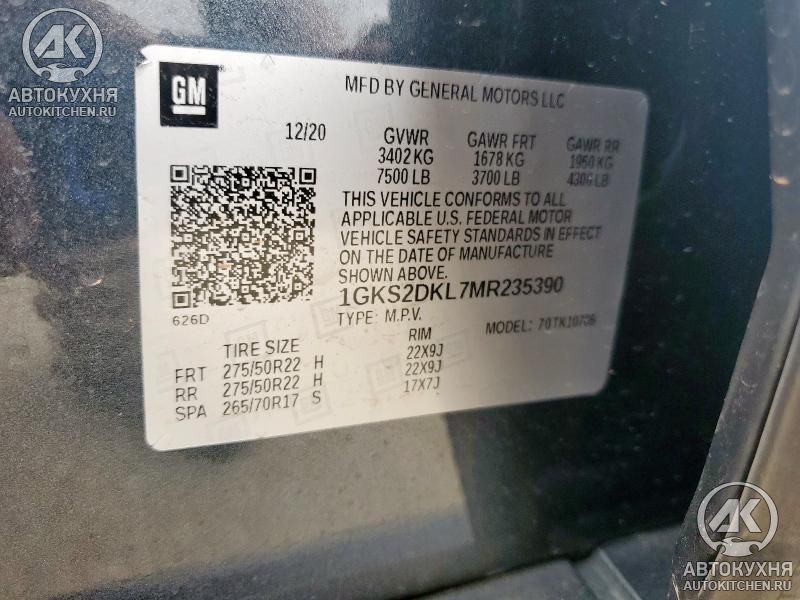 АК
АВТОКУХНЯ
AUTOKITCHEN.RU
GM
MFD BY GENERAL MOTORS LLC
12/20 GVWR GAWR FRT GAWR RR
3402 KG 1678 KG 1950 KG
7500 LB 3700 LB 4300 LB
THIS VEHICLE CONFORMS TO ALL
APPLICABLE U.S. FEDERAL MOTOR
VEHICLE SAFETY STANDARDS IN EFFECT
ON THE DATE OF MANUFACTURE
SHOWN ABOVE.
1GKS2DKL7MR235390
626D
TYPE: M.P.V. MODEL:
TIRE SIZE RIM
FRT 275/50R22 H 22X9J
RR 275/50R22 H 22X9J
SPA 265/70R17 S 17X7J
АК
АВТОКУХНЯ
AUTOKITCHEN.RU